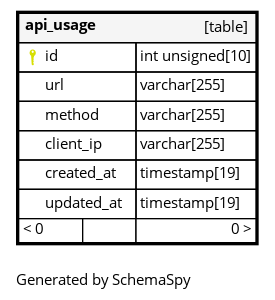 api_usage [table]
id int unsigned[10]
url varchar[255]
method varchar[255]
client_ip varchar[255]
created_at timestamp[19]
updated_at timestamp[19]
< 0 0 >
Generated by SchemaSpy